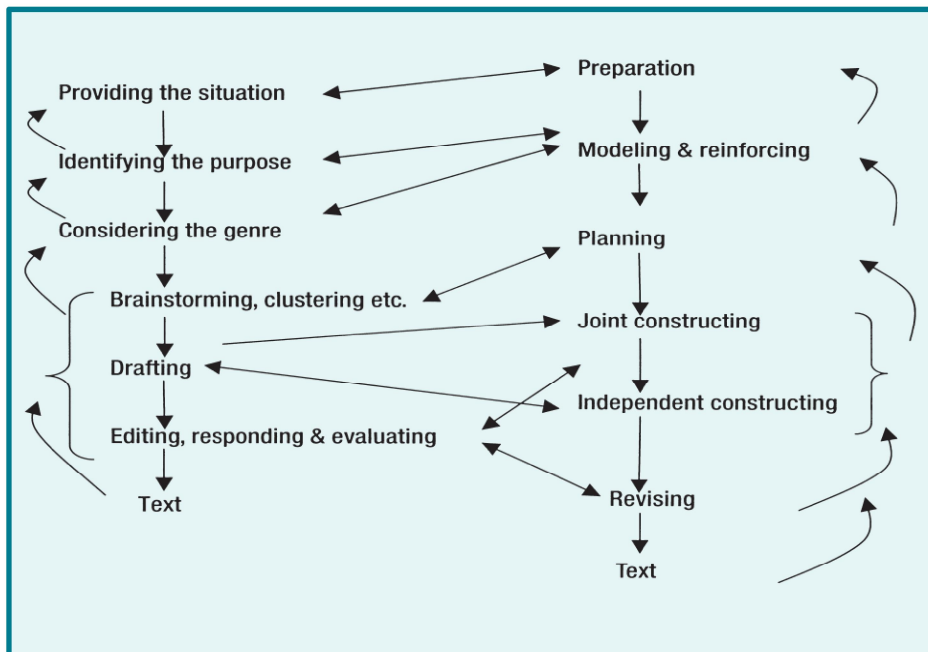 Providing the situation
Identifying the purpose
Considering the genre
Brainstorming, clustering etc.
Drafting
Editing, responding & evaluating
Text
Preparation
Modeling & reinforcing
Planning
Joint constructing
Independent constructing
Revising
Text